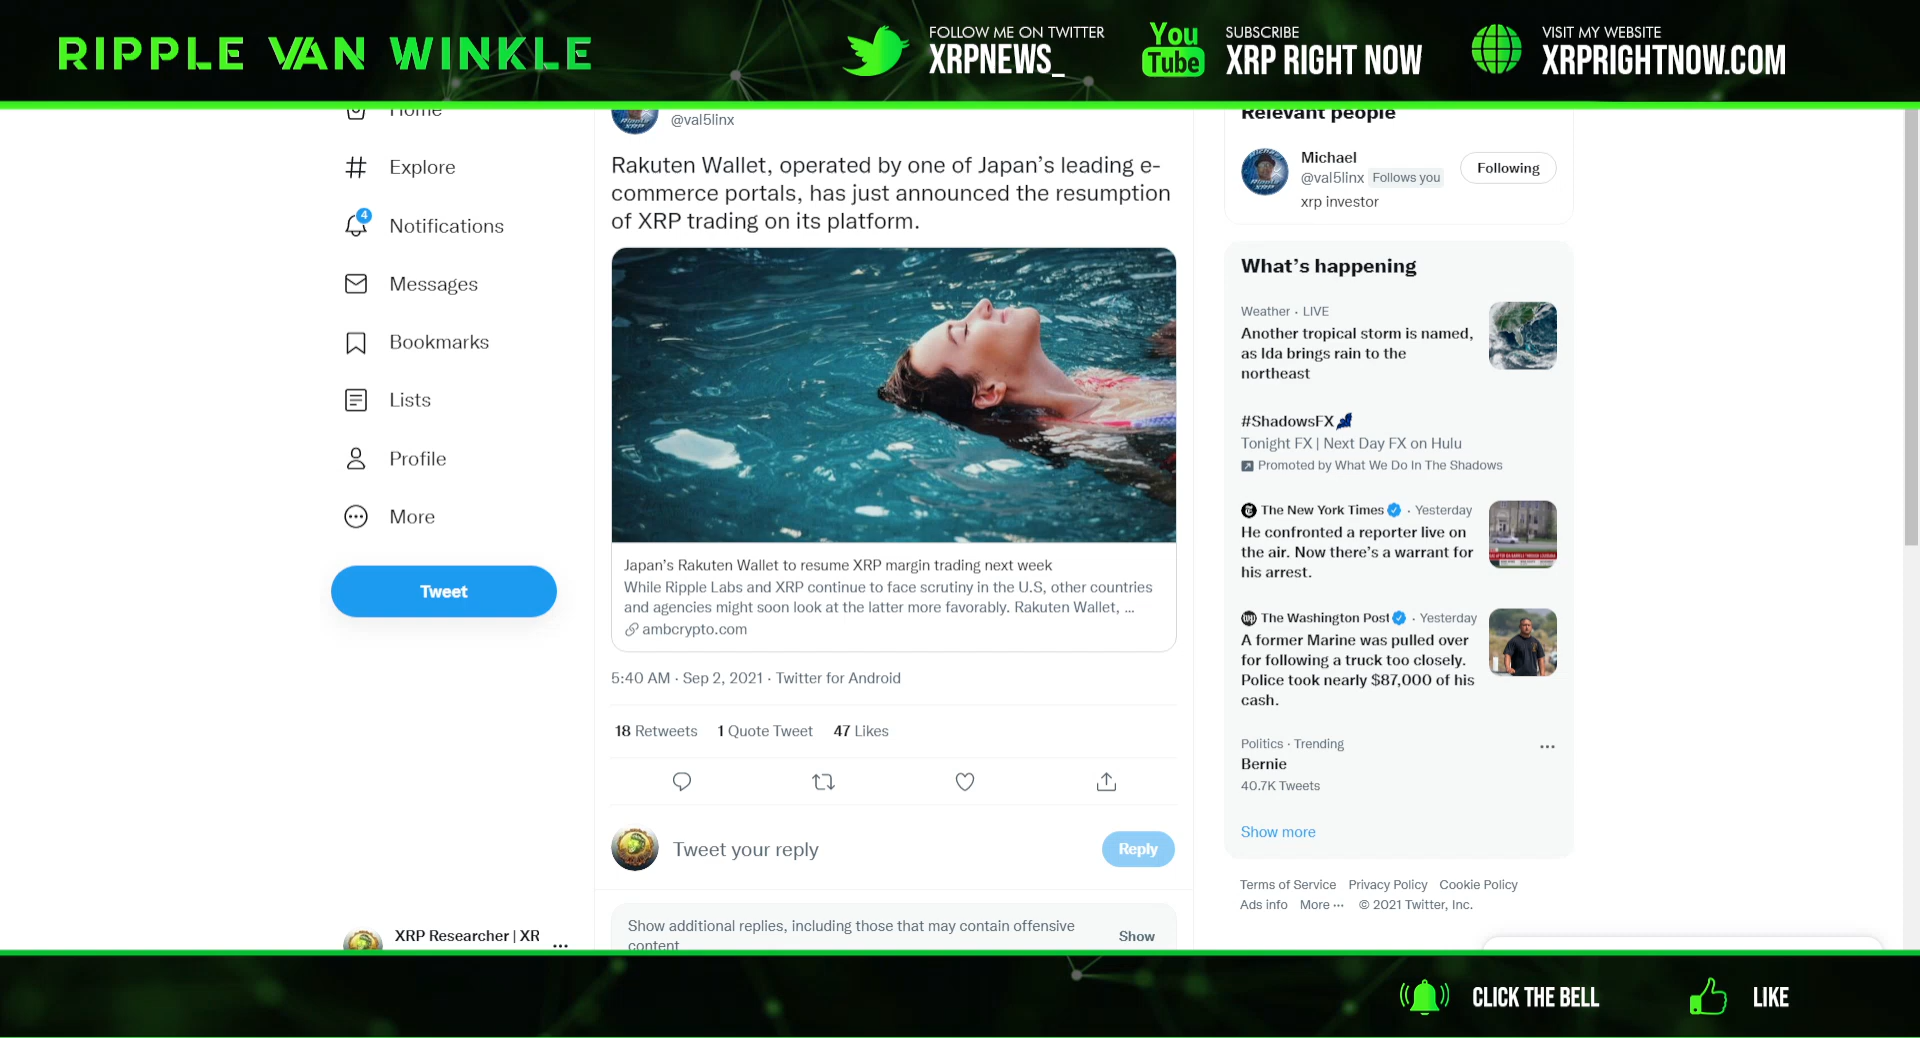 RIPPLE VAN WINKLE
FOLLOW ME ON TWITTER
XRPNEWS_
You
Tube
SUBSCRIBE
XRP RIGHT NOW
VISIT MY WEBSITE
XRPRIGHTNOW.COM
Home
Explore
4
Notifications
Messages
Bookmarks
Lists
Profile
More
Tweet
XRP Researcher | XR
@val5linx
Rakuten Wallet, operated by one of Japan’s leading e-
commerce portals, has just announced the resumption
of XRP trading on its platform.
Japan’s Rakuten Wallet to resume XRP margin trading next week
While Ripple Labs and XRP continue to face scrutiny in the U.S, other countries
and agencies might soon look at the latter more favorably. Rakuten Wallet, ...
ambcrypto.com
5:40 AM · Sep 2, 2021 · Twitter for Android
18 Retweets 1 Quote Tweet 47 Likes
Tweet your reply
Reply
Show additional replies, including those that may contain offensive
content
Show
Relevant people
Michael
@val5linx Follows you
xrp investor
Following
What’s happening
Weather · LIVE
Another tropical storm is named,
as Ida brings rain to the
northeast
#ShadowsFX
Tonight FX | Next Day FX on Hulu
Promoted by What We Do In The Shadows
The New York Times · Yesterday
He confronted a reporter live on
the air. Now there’s a warrant for
his arrest.
The Washington Post · Yesterday
A former Marine was pulled over
for following a truck too closely.
Police took nearly $87,000 of his
cash.
Politics · Trending
Bernie
40.7K Tweets
Show more
Terms of Service Privacy Policy Cookie Policy
Ads info More ··· © 2021 Twitter, Inc.
CLICK THE BELL
LIKE